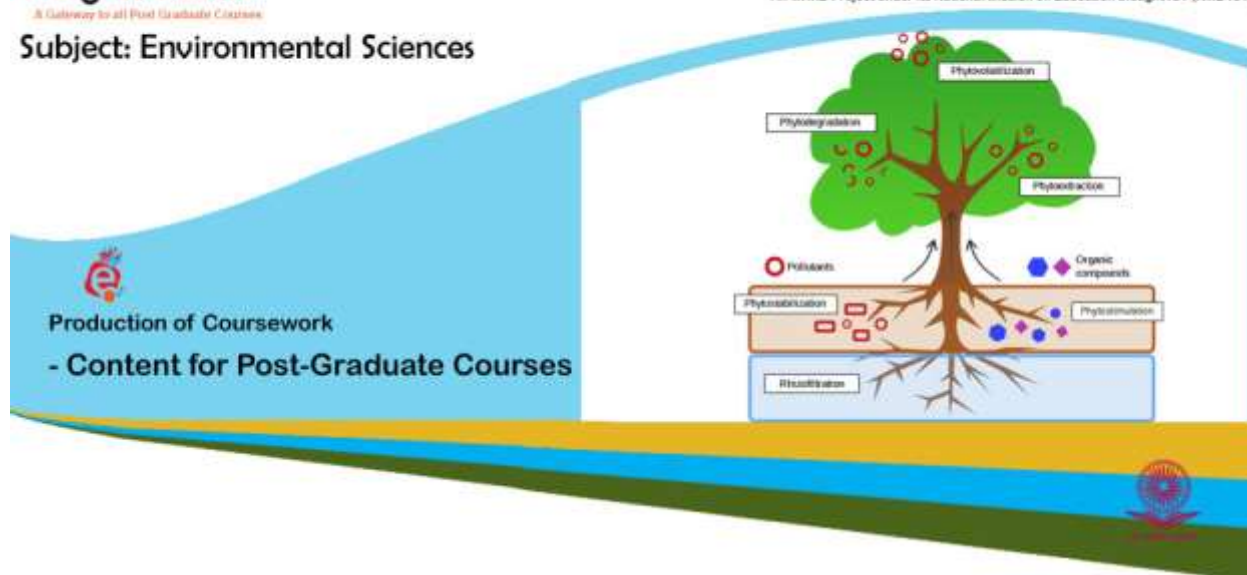 A Gateway to all Post Graduate Courses
Subject: Environmental Sciences
Phytovolatilization
Phytodegradation
Phytoextraction
Pollutants
Organic
compounds
Phytostabilization
Phytostimulation
Rhizofiltration
Production of Coursework
- Content for Post-Graduate Courses